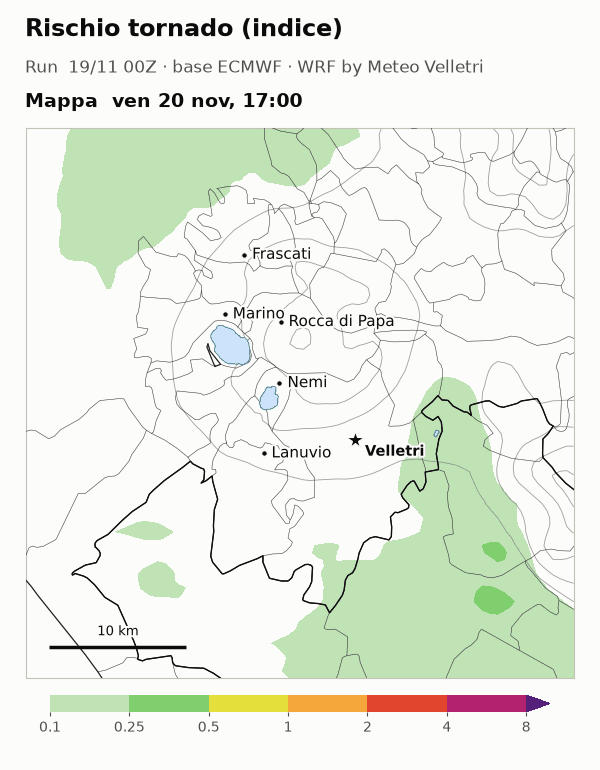 Rischio tornado (indice)
Run  19/11 00Z · base ECMWF · WRF by Meteo Velletri
Mappa  ven 20 nov, 17:00
Frascati
Marino
Rocca di Papa
Nemi
Velletri
Lanuvio
10 km
0.1 0.25 0.5 1 2 4 8